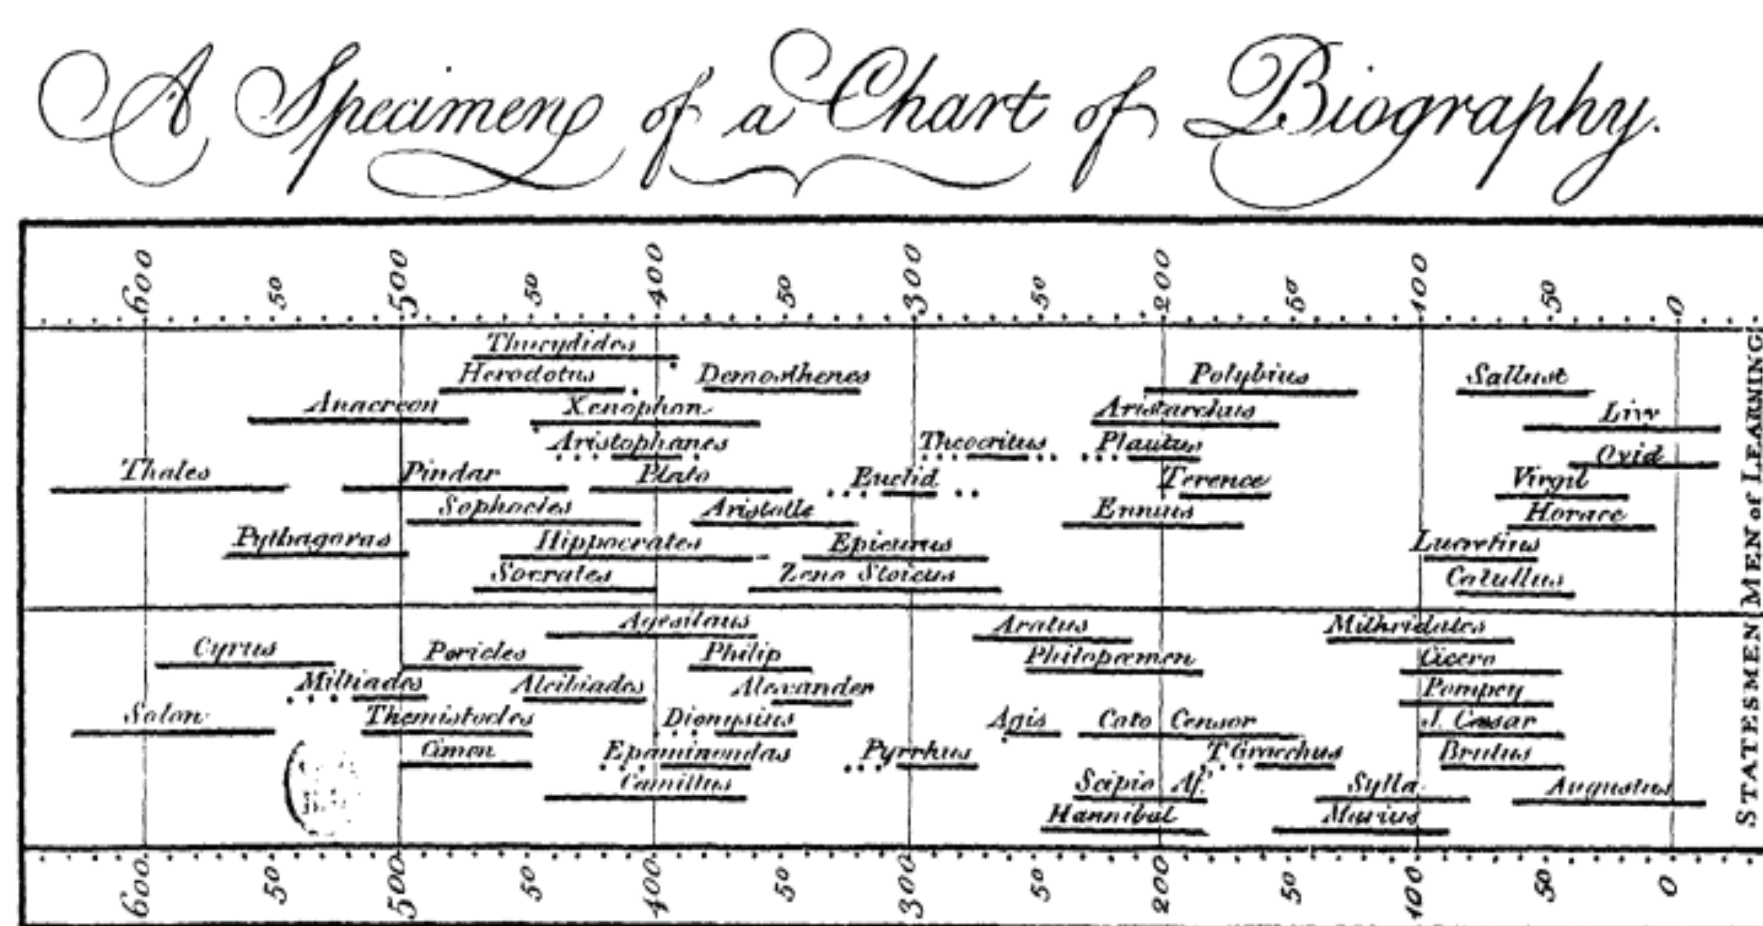 A Specimen of a Chart of Biography.
600 50 500 50 400 50 300 50 200 50 100 50 0
Thucydides
Herodotus Demosthenes Polybius Sallust
Anacreon Xenophon Aristarchus Livy
Aristophanes Theocritus Plautus Ovid
Thales Pindar Plato Euclid Terence Virgil
Sophocles Aristotle Ennius Horace
Pythagoras Hippocrates Epicurus Lucretius
Socrates Zeno Stoicus Catullus
MEN of LEARNING
Agesilaus Aratus Mithridates
Cyrus Pericles Philip Philopœmen Cicero
Miltiades Alcibiades Alexander Pompey
Solon Themistocles Dionysius Agis Cato Censor J. Cæsar
Cimon Epaminondas Pyrrhus T Gracchus Brutus
Camillus Scipio Af. Sylla Augustus
Hannibal Marius
STATESMEN
600 50 500 50 400 50 300 50 200 50 100 50 0